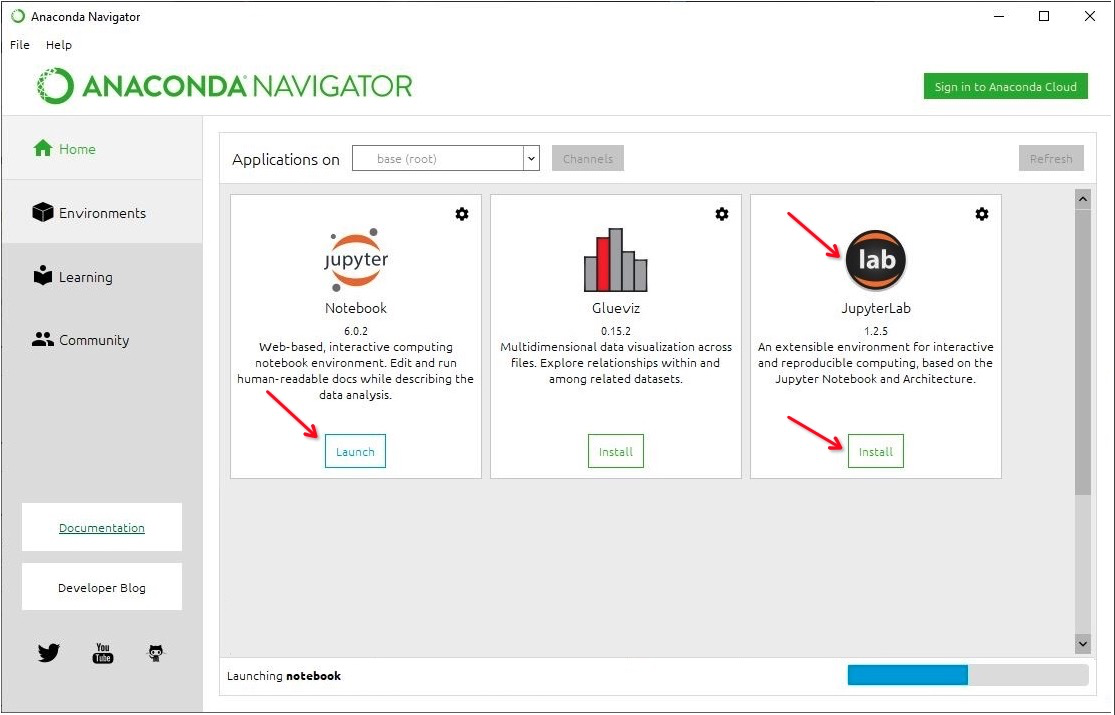 Anaconda Navigator
File Help
ANACONDA NAVIGATOR
Sign in to Anaconda Cloud
Home
Environments
Learning
Community
Documentation
Developer Blog
You
Tube
Applications on base (root) Channels Refresh
jupyter
Notebook
6.0.2
Web-based, interactive computing
notebook environment. Edit and run
human-readable docs while describing the
data analysis.
Launch
Glueviz
0.15.2
Multidimensional data visualization across
files. Explore relationships within and
among related datasets.
Install
lab
JupyterLab
1.2.5
An extensible environment for interactive
and reproducible computing, based on the
Jupyter Notebook and Architecture.
Install
Launching notebook